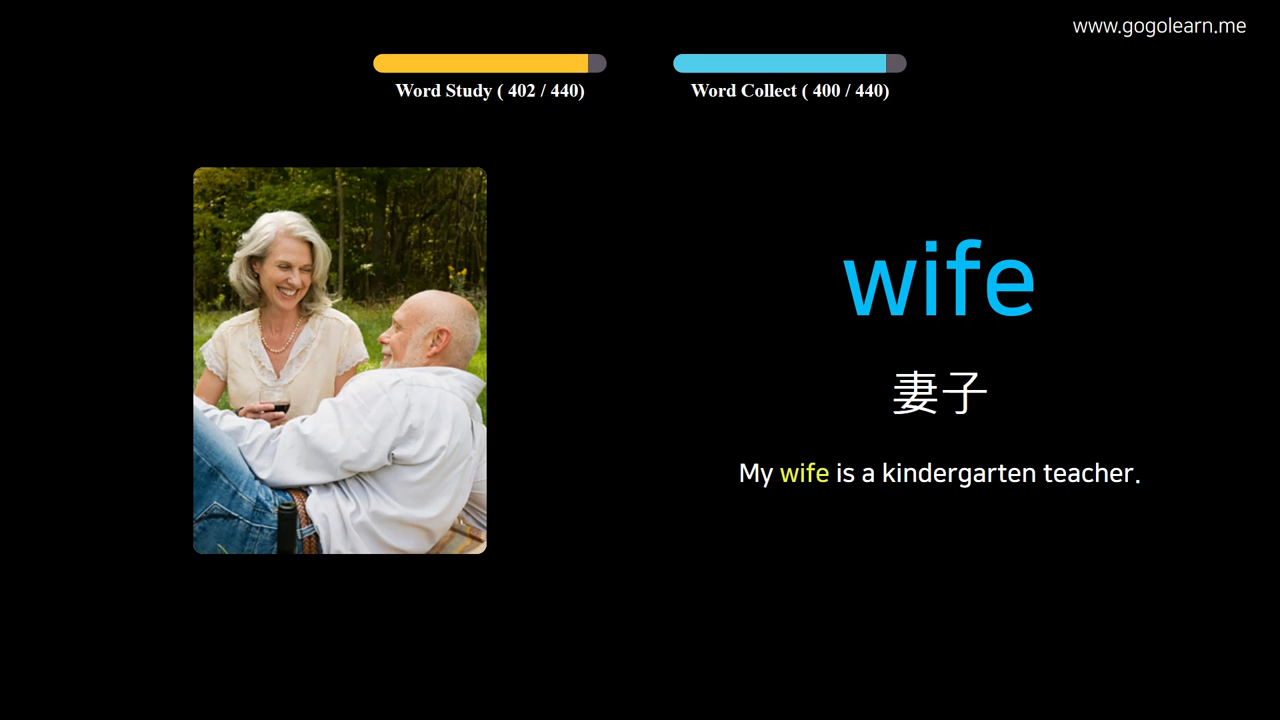 www.gogolearn.me
Word Study ( 402 / 440)
Word Collect ( 400 / 440)
wife
妻子
My wife is a kindergarten teacher.